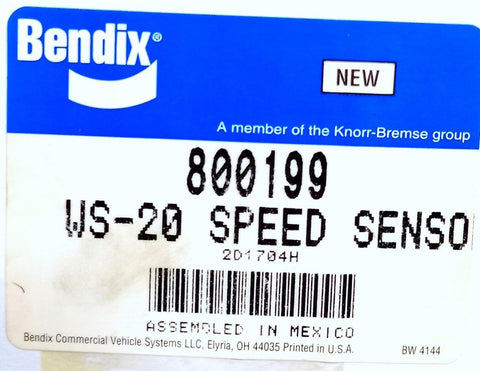 Bendix®
NEW
A member of the Knorr-Bremse group
800199
WS-20 SPEED SENSO
2D1704H
ASSEMBLED IN MEXICO
Bendix Commercial Vehicle Systems LLC, Elyria, OH 44035 Printed in U.S.A. BW 4144